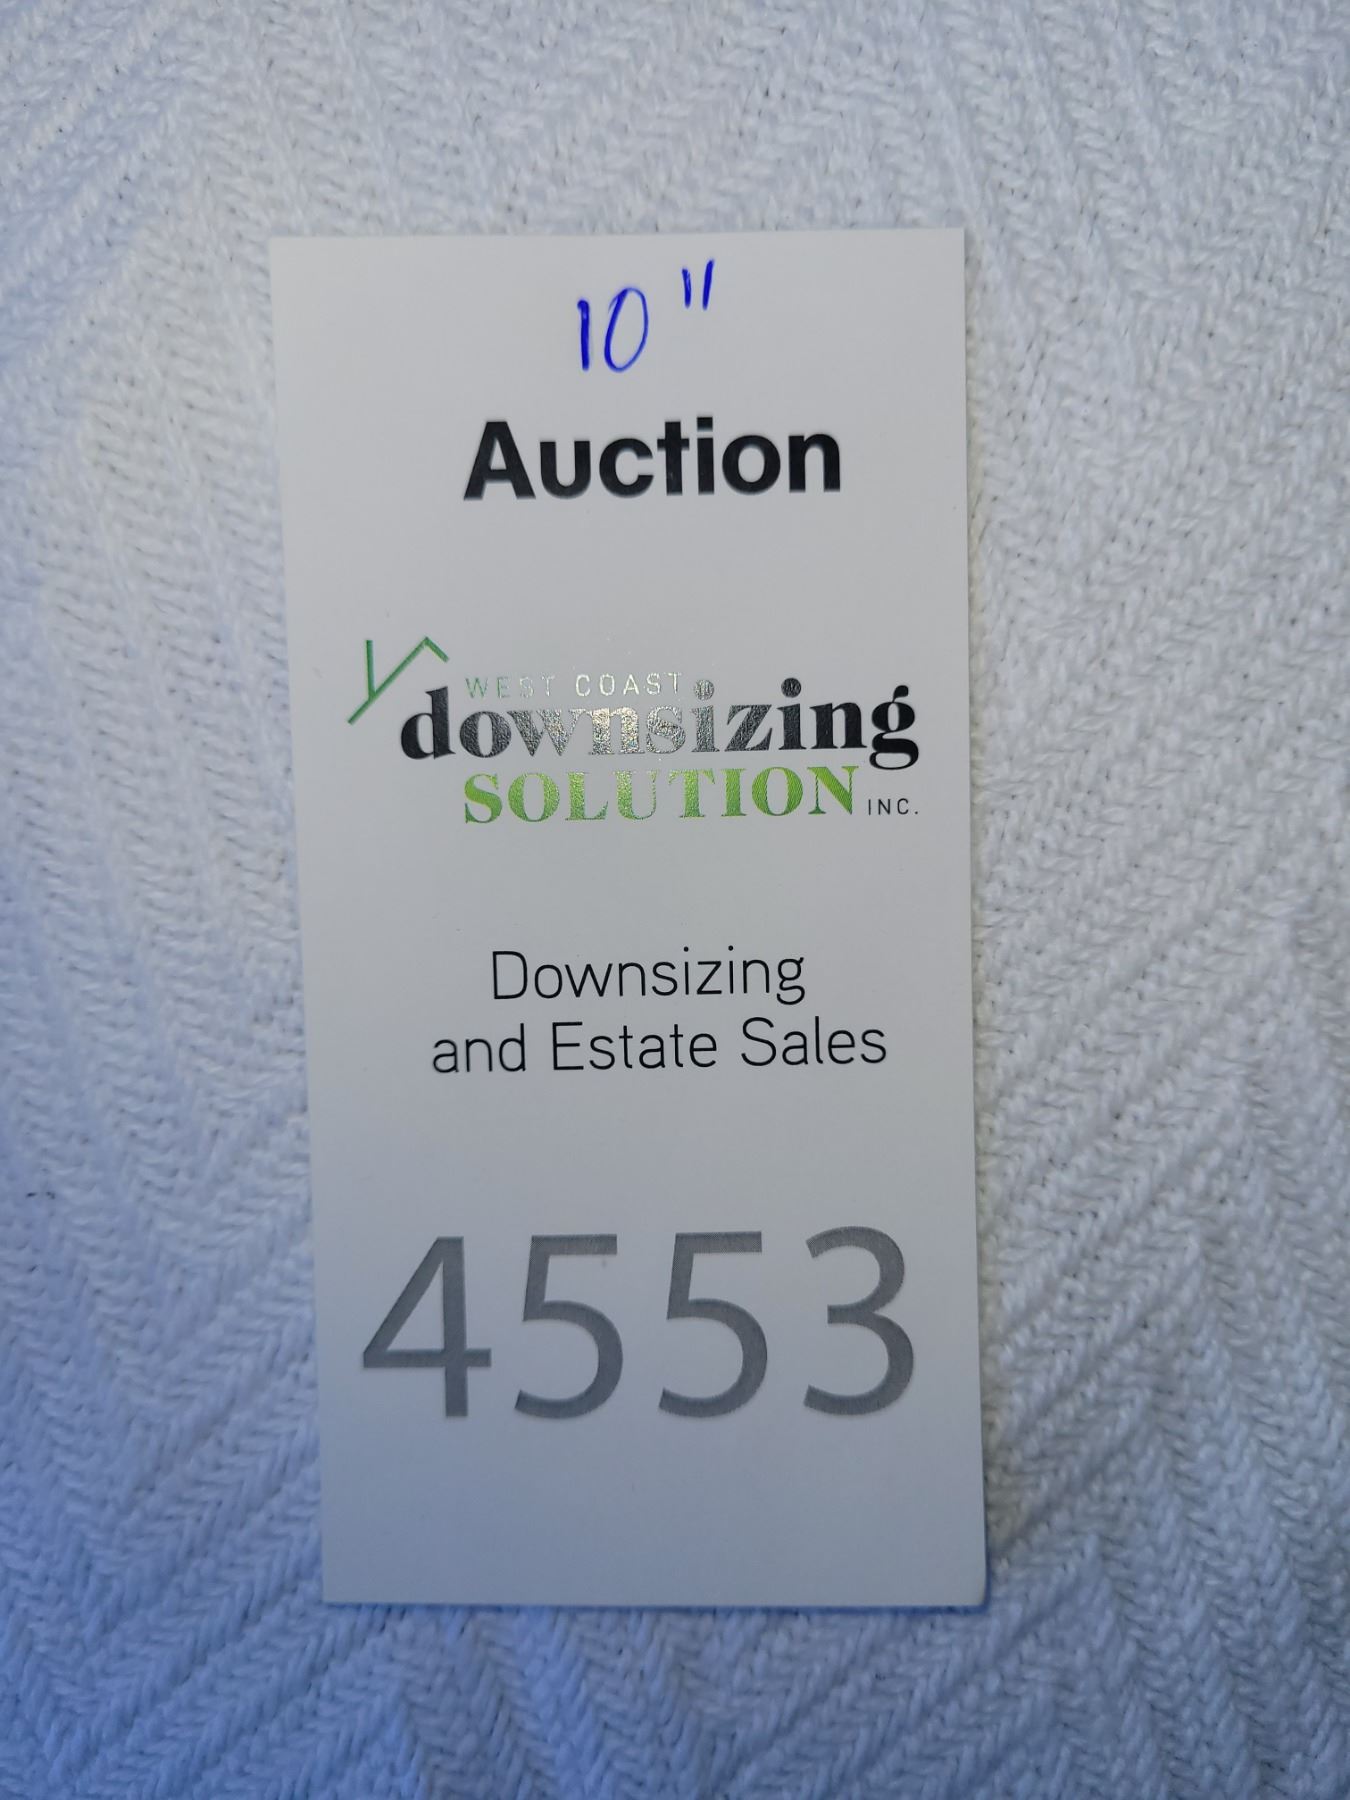 10"
Auction
WEST COAST
downsizing
SOLUTION INC.
Downsizing
and Estate Sales
4553